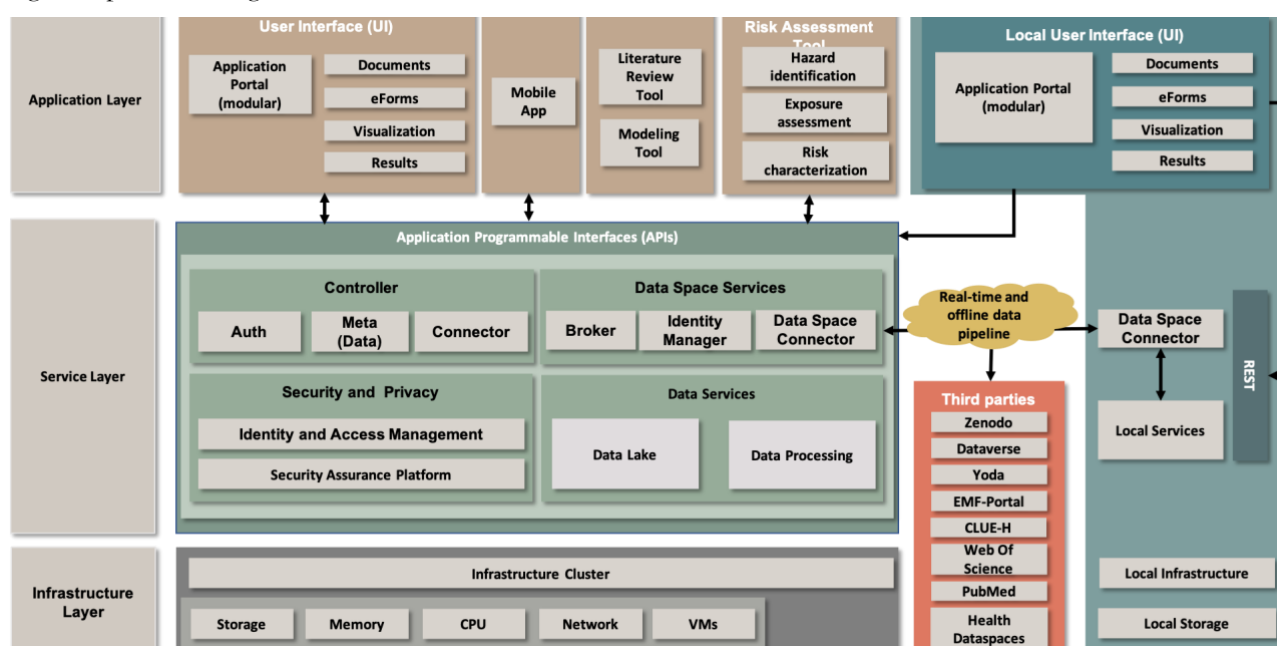 Application Layer
User Interface (UI)
Application
Portal
(modular)
Documents
eForms
Visualization
Results
Mobile
App
Literature
Review
Tool
Modeling
Tool
Risk Assessment
Tool
Hazard
identification
Exposure
assessment
Risk
characterization
Local User Interface (UI)
Application Portal
(modular)
Documents
eForms
Visualization
Results
Service Layer
Application Programmable Interfaces (APIs)
Controller
Auth
Meta
(Data)
Connector
Data Space Services
Broker
Identity
Manager
Data Space
Connector
Security and Privacy
Identity and Access Management
Security Assurance Platform
Data Services
Data Lake
Data Processing
Real-time and
offline data
pipeline
Third parties
Zenodo
Dataverse
Yoda
EMF-Portal
CLUE-H
Web Of
Science
PubMed
Health
Dataspaces
Data Space
Connector
Local Services
REST
Infrastructure
Layer
Infrastructure Cluster
Storage
Memory
CPU
Network
VMs
Local Infrastructure
Local Storage